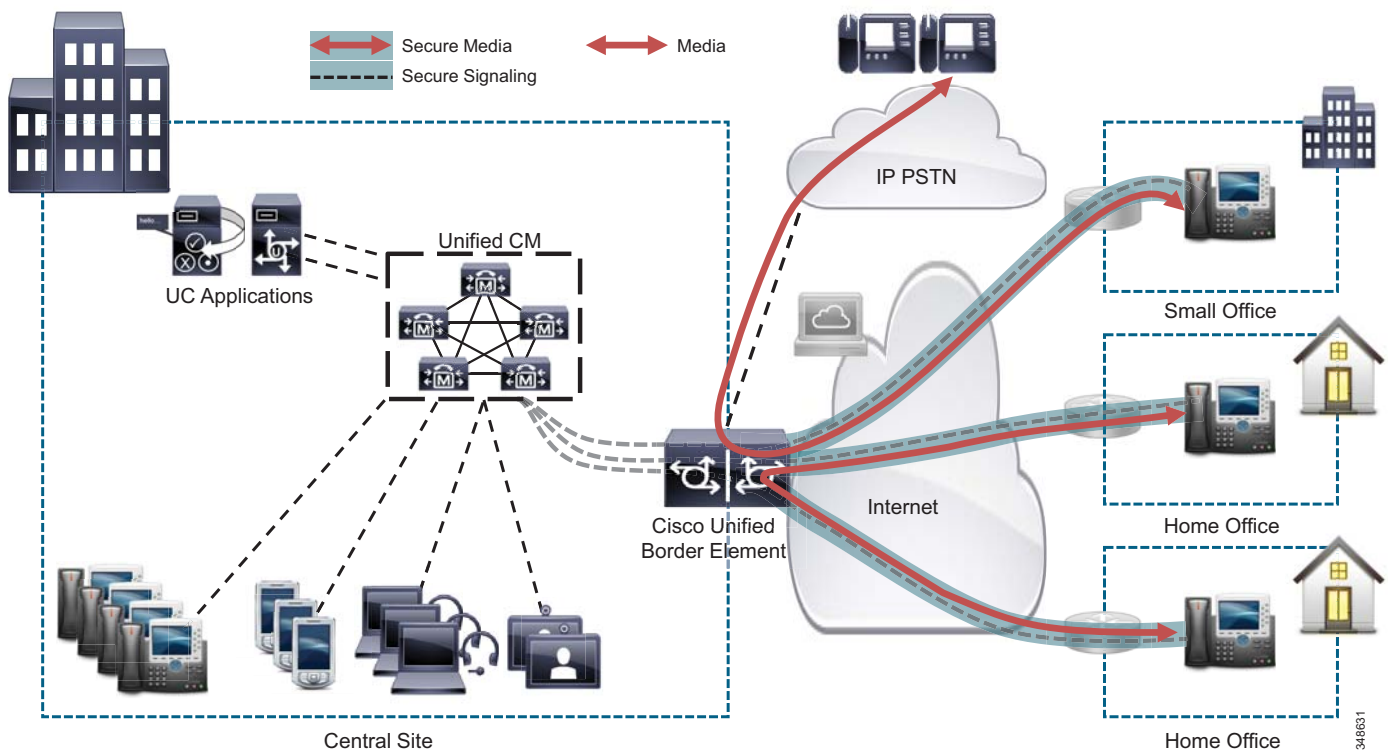 Secure Media
Media
Secure Signaling
IP PSTN
hello...
Unified CM
UC Applications
M
M
M
M
M
U
Small Office
Internet
Cisco Unified
Border Element
Home Office
Central Site
Home Office
348631